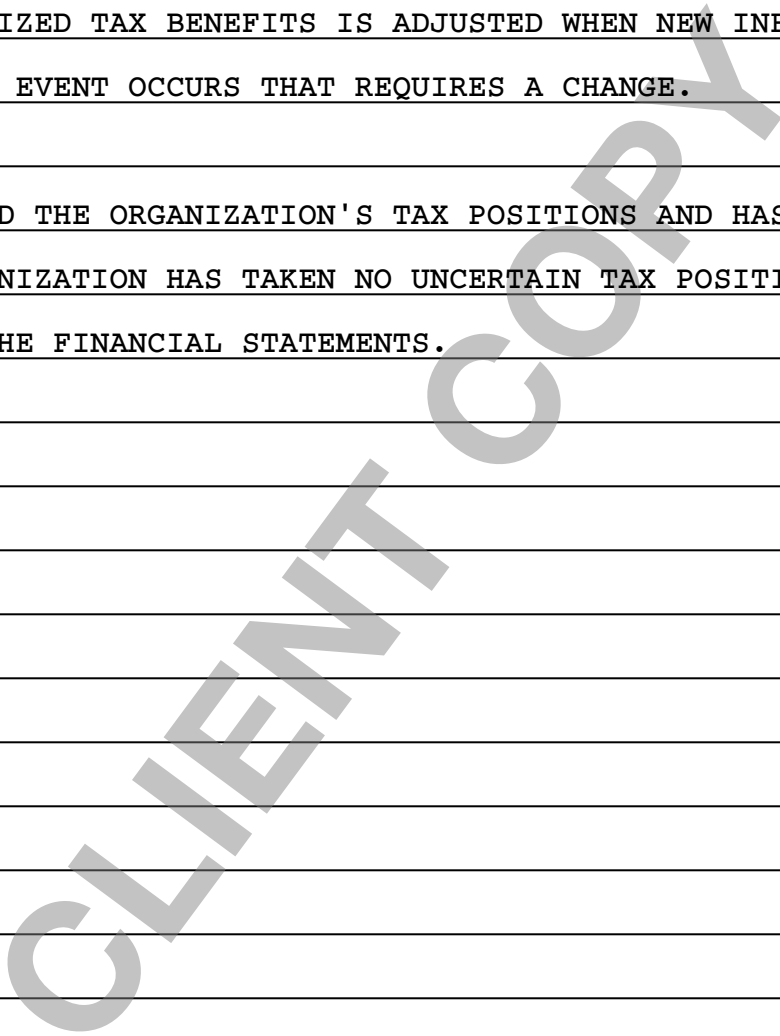 IZED TAX BENEFITS IS ADJUSTED WHEN NEW
EVENT OCCURS THAT REQUIRES A CHANGE.
D THE ORGANIZATION'S TAX POSITIONS AND HAS
NIZATION HAS TAKEN NO UNCERTAIN TAX POSITI
HE FINANCIAL STATEMENTS.
CLIENT COPY